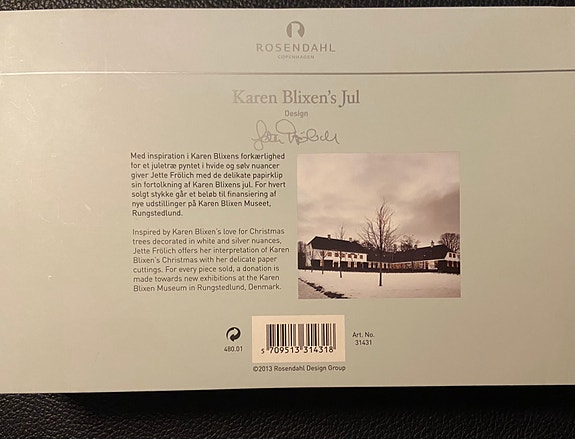 ROSENDAHL
COPENHAGEN
Karen Blixen's Jul
Design
Jette Frölich
Med inspiration i Karen Blixens forkærlighed
for et juletræ pyntet i hvide og sølv nuancer
giver Jette Frölich med de delikate papirklip
sin fortolkning af Karen Blixens jul. For hvert
solgt stykke går et beløb til finansiering af
nye udstillinger på Karen Blixen Museet,
Rungstedlund.
Inspired by Karen Blixen's love for Christmas
trees decorated in white and silver nuances,
Jette Frölich offers her interpretation of Karen
Blixen's Christmas with her delicate paper
cuttings. For every piece sold, a donation is
made towards new exhibitions at the Karen
Blixen Museum in Rungstedlund, Denmark.
480.01
5 709513 314318
Art. No.
31431
©2013 Rosendahl Design Group